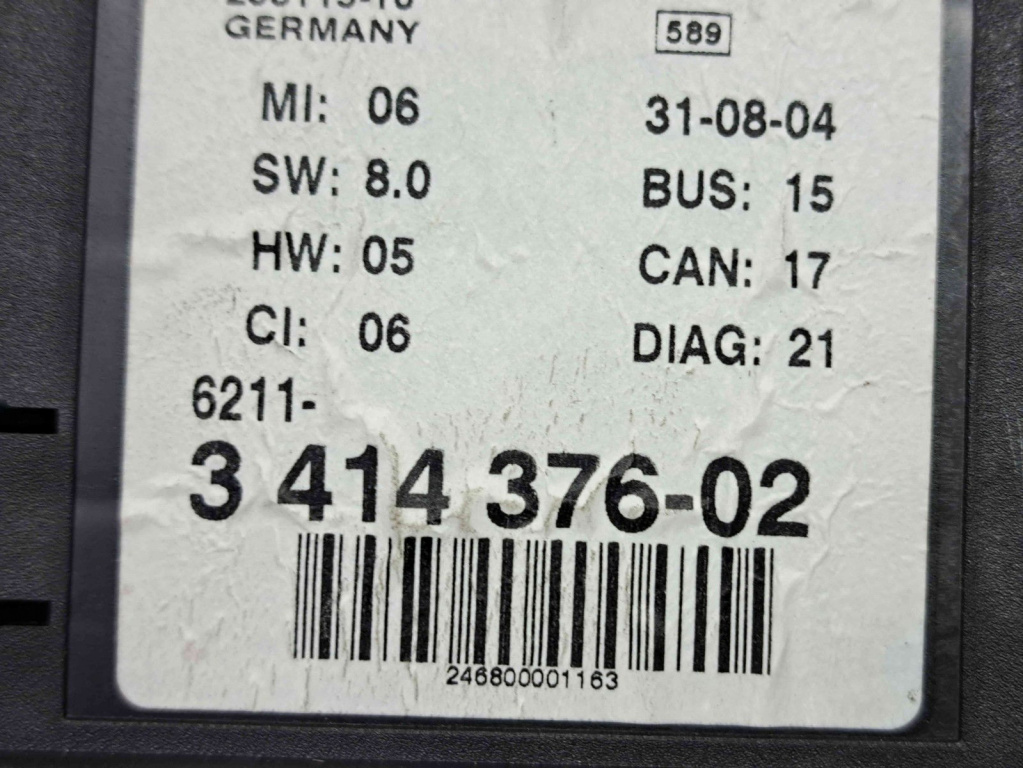 GERMANY 589
MI: 06 31-08-04
SW: 8.0 BUS: 15
HW: 05 CAN: 17
CI: 06 DIAG: 21
6211-
3 414 376-02
246800001163